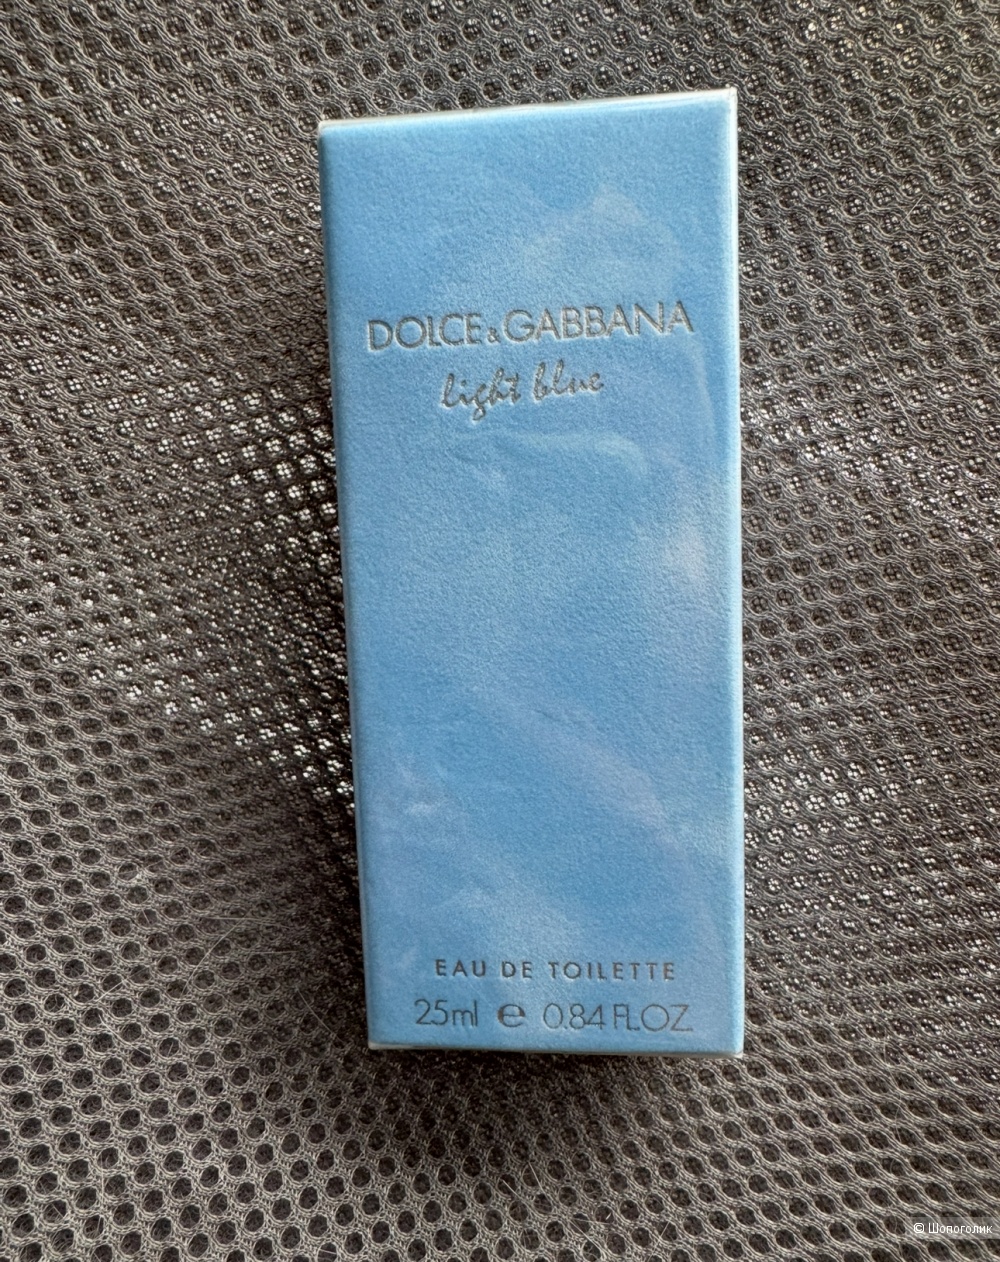 DOLCE&GABBANA
light blue
EAU DE TOILETTE
25ml e 0.84 FL.OZ
© Шопоголик